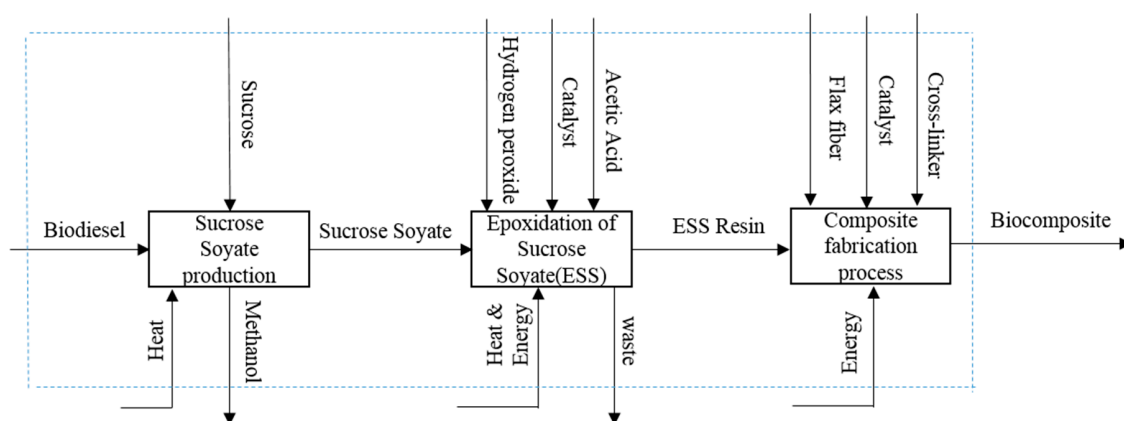 Sucrose
Hydrogen peroxide
Catalyst
Acetic Acid
Flax fiber
Catalyst
Cross-linker
Biodiesel
Sucrose
Soyate
production
Sucrose Soyate
Epoxidation of
Sucrose
Soyate(ESS)
ESS Resin
Composite
fabrication
process
Biocomposite
Heat
Methanol
Heat &
Energy
waste
Energy